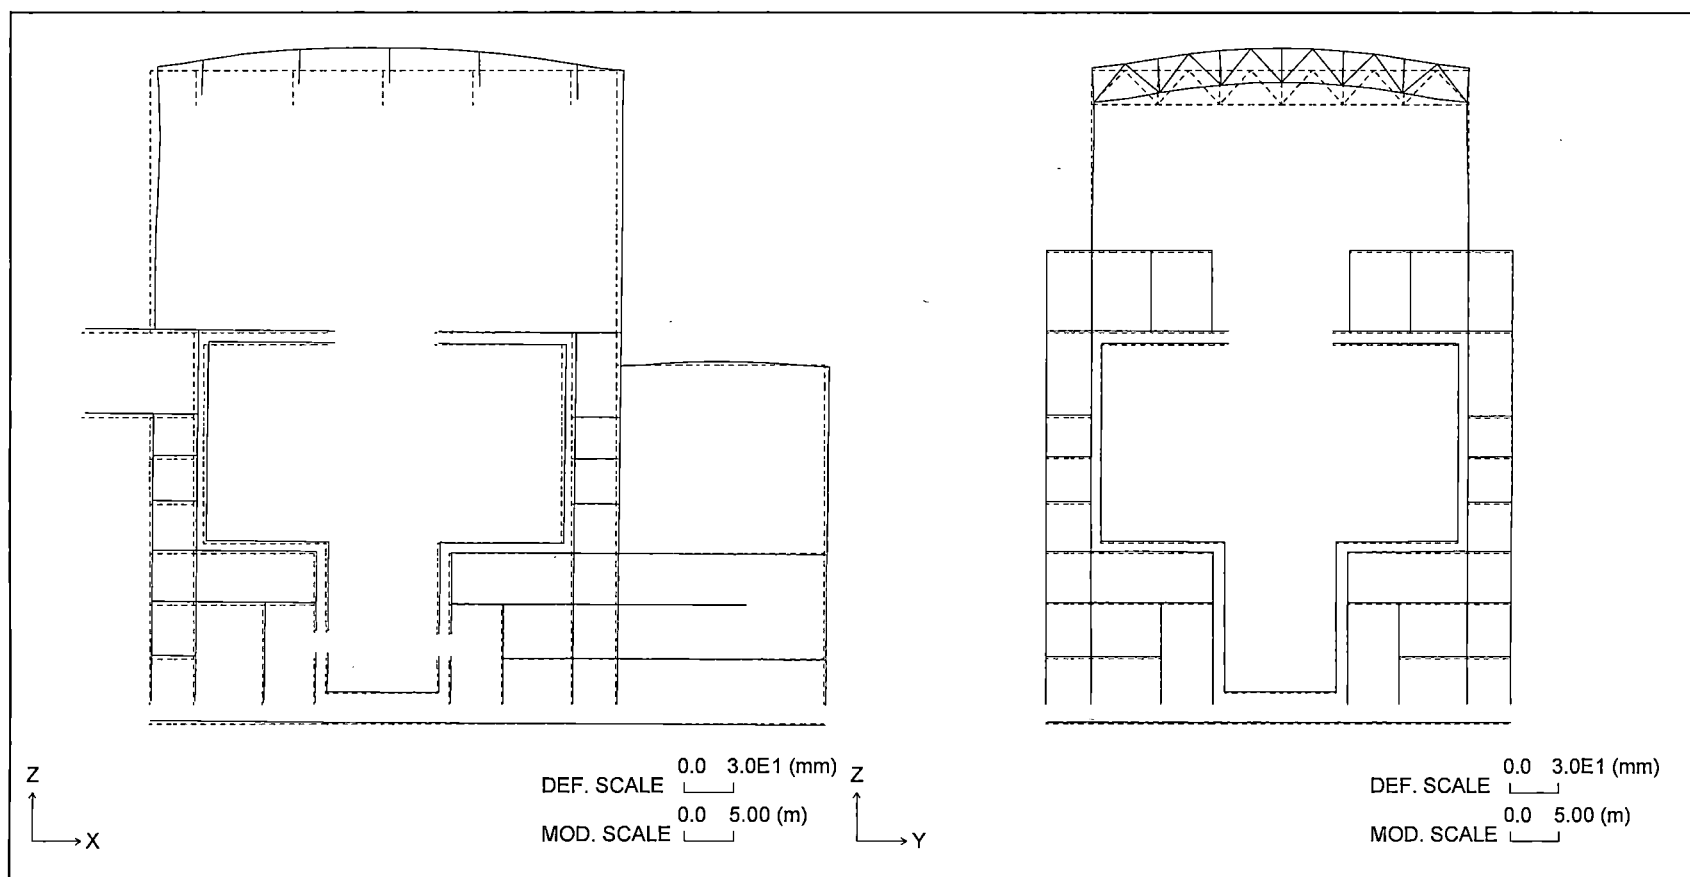 Z
X
0.0 3.0E1 (mm)
DEF. SCALE
0.0 5.00 (m)
MOD. SCALE
Z
Y
0.0 3.0E1 (mm)
DEF. SCALE
0.0 5.00 (m)
MOD. SCALE